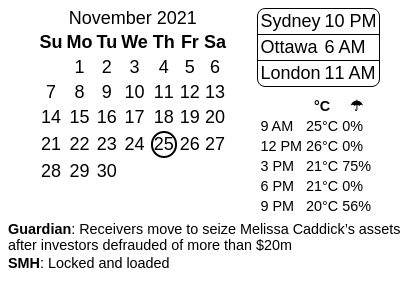 November 2021
Su Mo Tu We Th Fr Sa
1 2 3 4 5 6
7 8 9 10 11 12 13
14 15 16 17 18 19 20
21 22 23 24 25 26 27
28 29 30
Sydney 10 PM
Ottawa 6 AM
London 11 AM
°C ☂
9 AM 25°C 0%
12 PM 26°C 0%
3 PM 21°C 75%
6 PM 21°C 0%
9 PM 20°C 56%
Guardian: Receivers move to seize Melissa Caddick’s assets
after investors defrauded of more than $20m
SMH: Locked and loaded